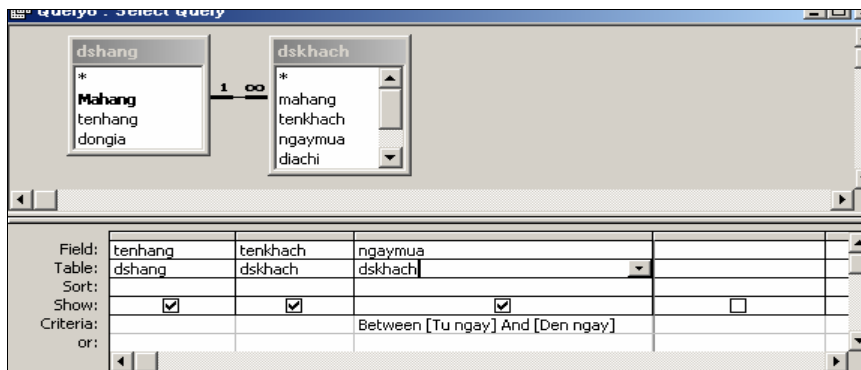 Query6 : Select Query
dshang
*
Mahang
tenhang
dongia
1 ∞
dskhach
*
mahang
tenkhach
ngaymua
diachi
Field: tenhang tenkhach ngaymua
Table: dshang dskhach dskhach
Sort:
Show:
Criteria: Between [Tu ngay] And [Den ngay]
or: